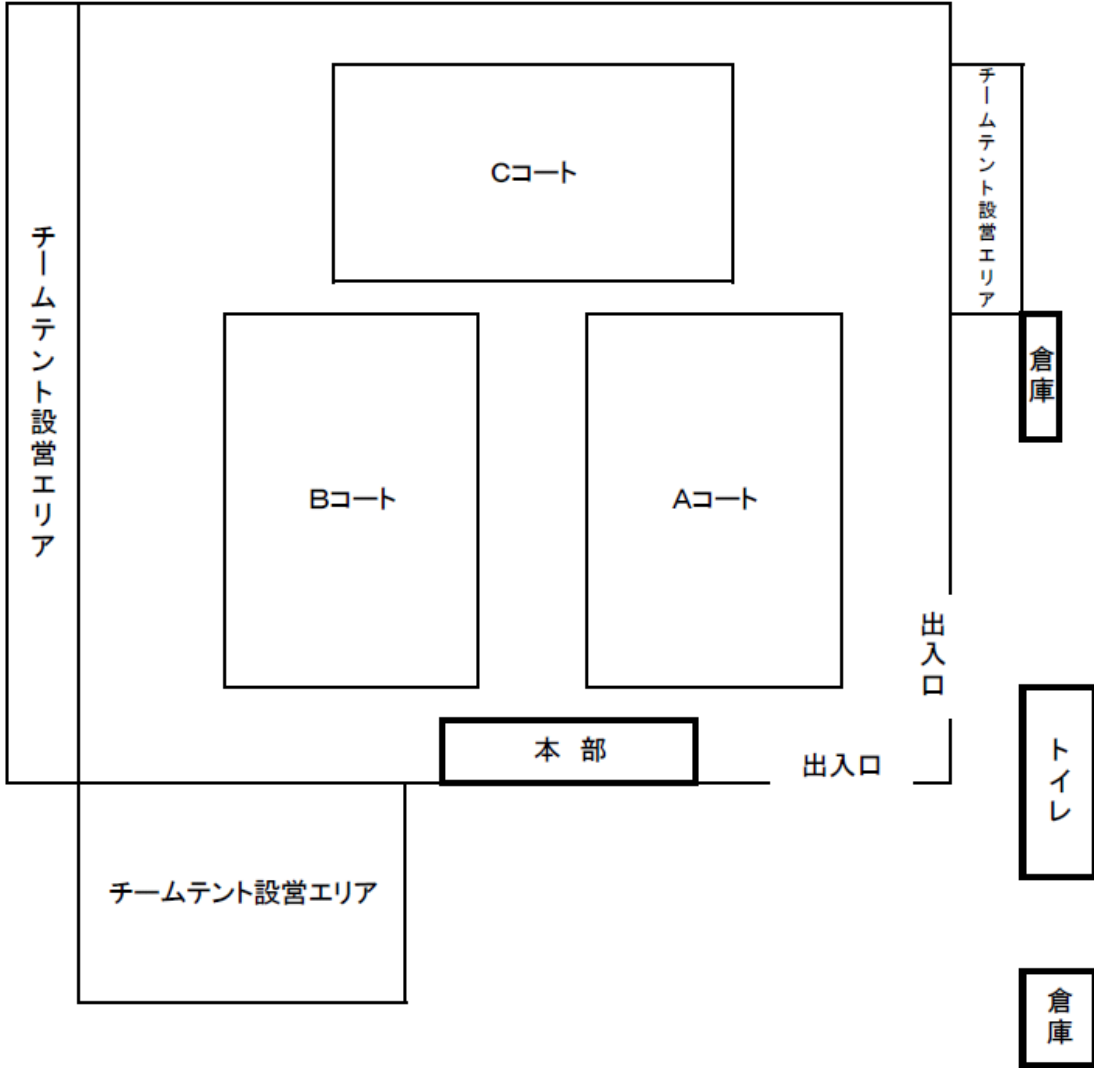 Cコート
チームテント設営エリア
チームテント設営エリア
倉庫
Bコート
Aコート
出入口
本 部
出入口
トイレ
チームテント設営エリア
倉庫